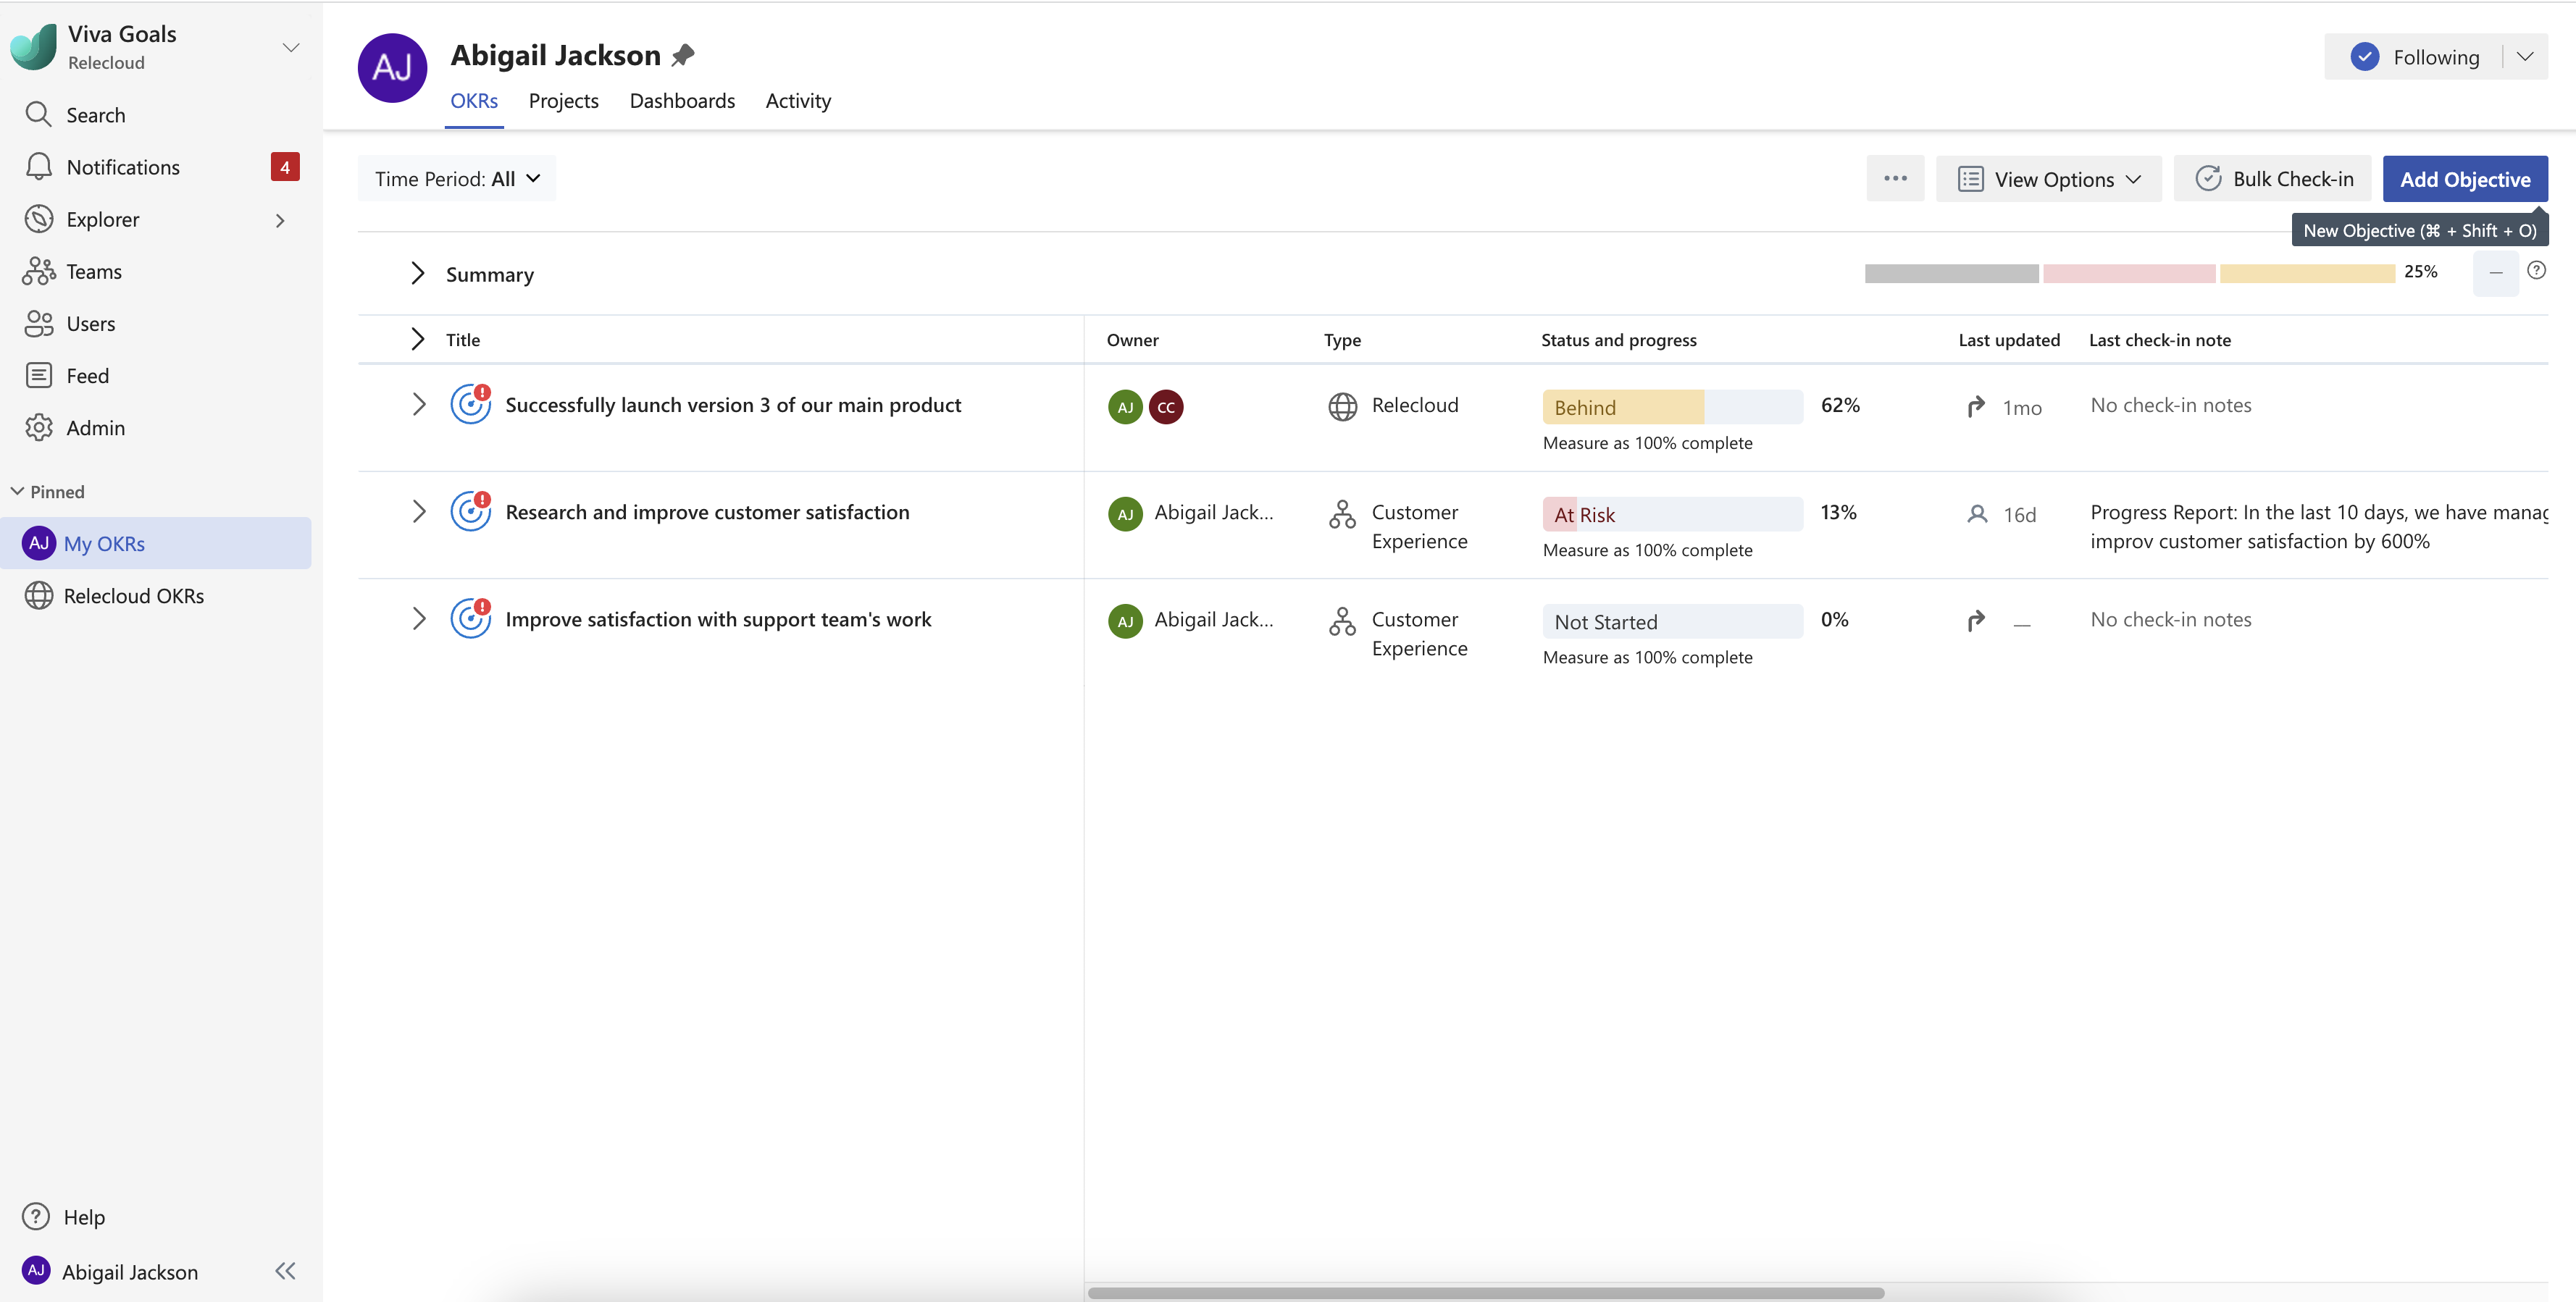 Viva Goals
Relecloud
Search
Notifications 4
Explorer
Teams
Users
Feed
Admin
Pinned
AJ My OKRs
Relecloud OKRs
Help
AJ Abigail Jackson
AJ
Abigail Jackson
OKRs Projects Dashboards Activity
Following
Time Period: All
View Options
Bulk Check-in
Add Objective
New Objective (⌘ + Shift + O)
Summary
25%
Title Owner Type Status and progress Last updated Last check-in note
Successfully launch version 3 of our main product AJ CC Relecloud Behind 62% 1mo No check-in notes
Measure as 100% complete
Research and improve customer satisfaction AJ Abigail Jack... Customer At Risk 13% 16d Progress Report: In the last 10 days, we have manag
Experience Measure as 100% complete improv customer satisfaction by 600%
Improve satisfaction with support team's work AJ Abigail Jack... Customer Not Started 0% — No check-in notes
Experience Measure as 100% complete